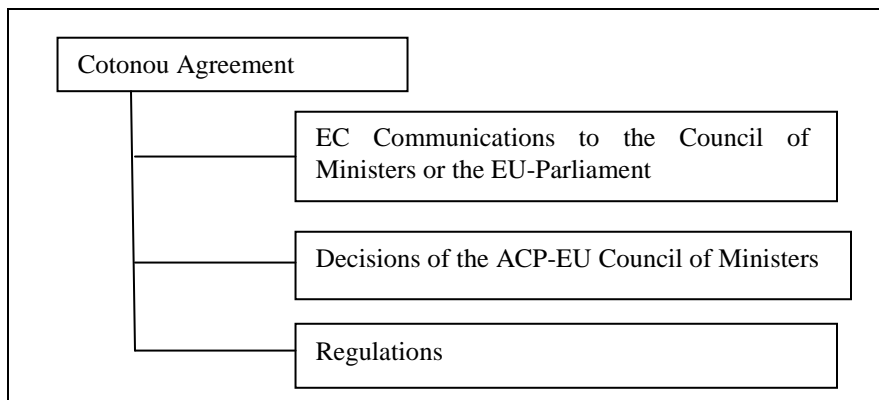 Cotonou Agreement
EC Communications to the Council of
Ministers or the EU-Parliament
Decisions of the ACP-EU Council of Ministers
Regulations